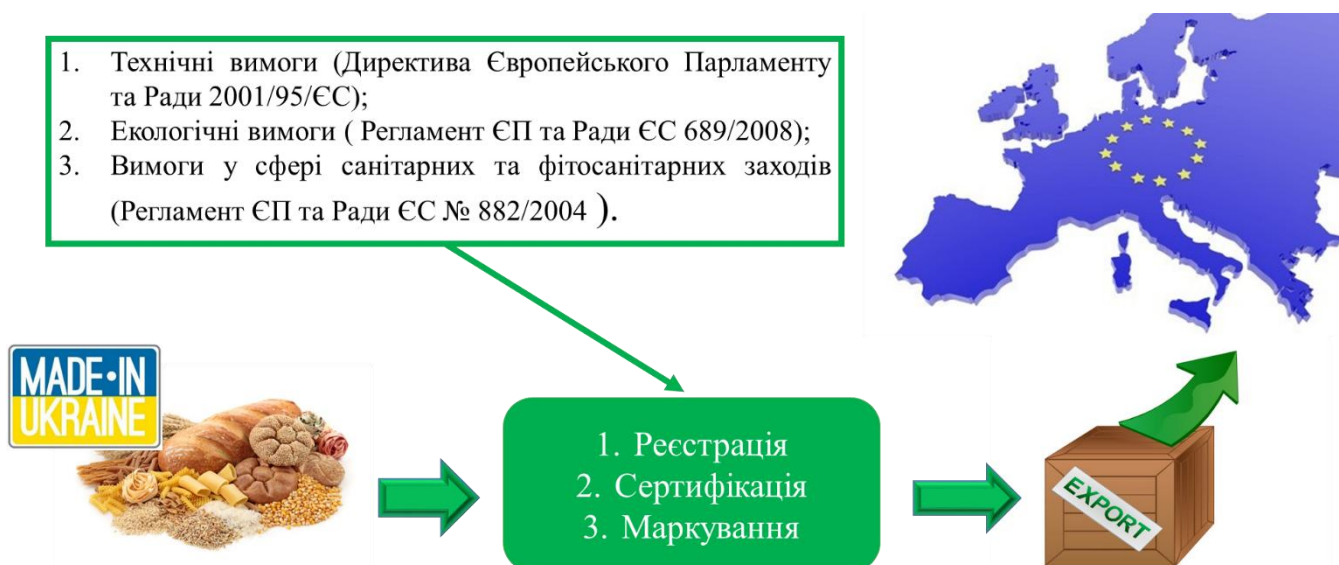 1. Технічні вимоги (Директива Європейського Парламенту
та Ради 2001/95/ЄС);
2. Екологічні вимоги ( Регламент ЄП та Ради ЄС 689/2008);
3. Вимоги у сфері санітарних та фітосанітарних заходів
(Регламент ЄП та Ради ЄС № 882/2004 ).
MADE•IN
UKRAINE
1. Реєстрація
2. Сертифікація
3. Маркування
EXPORT